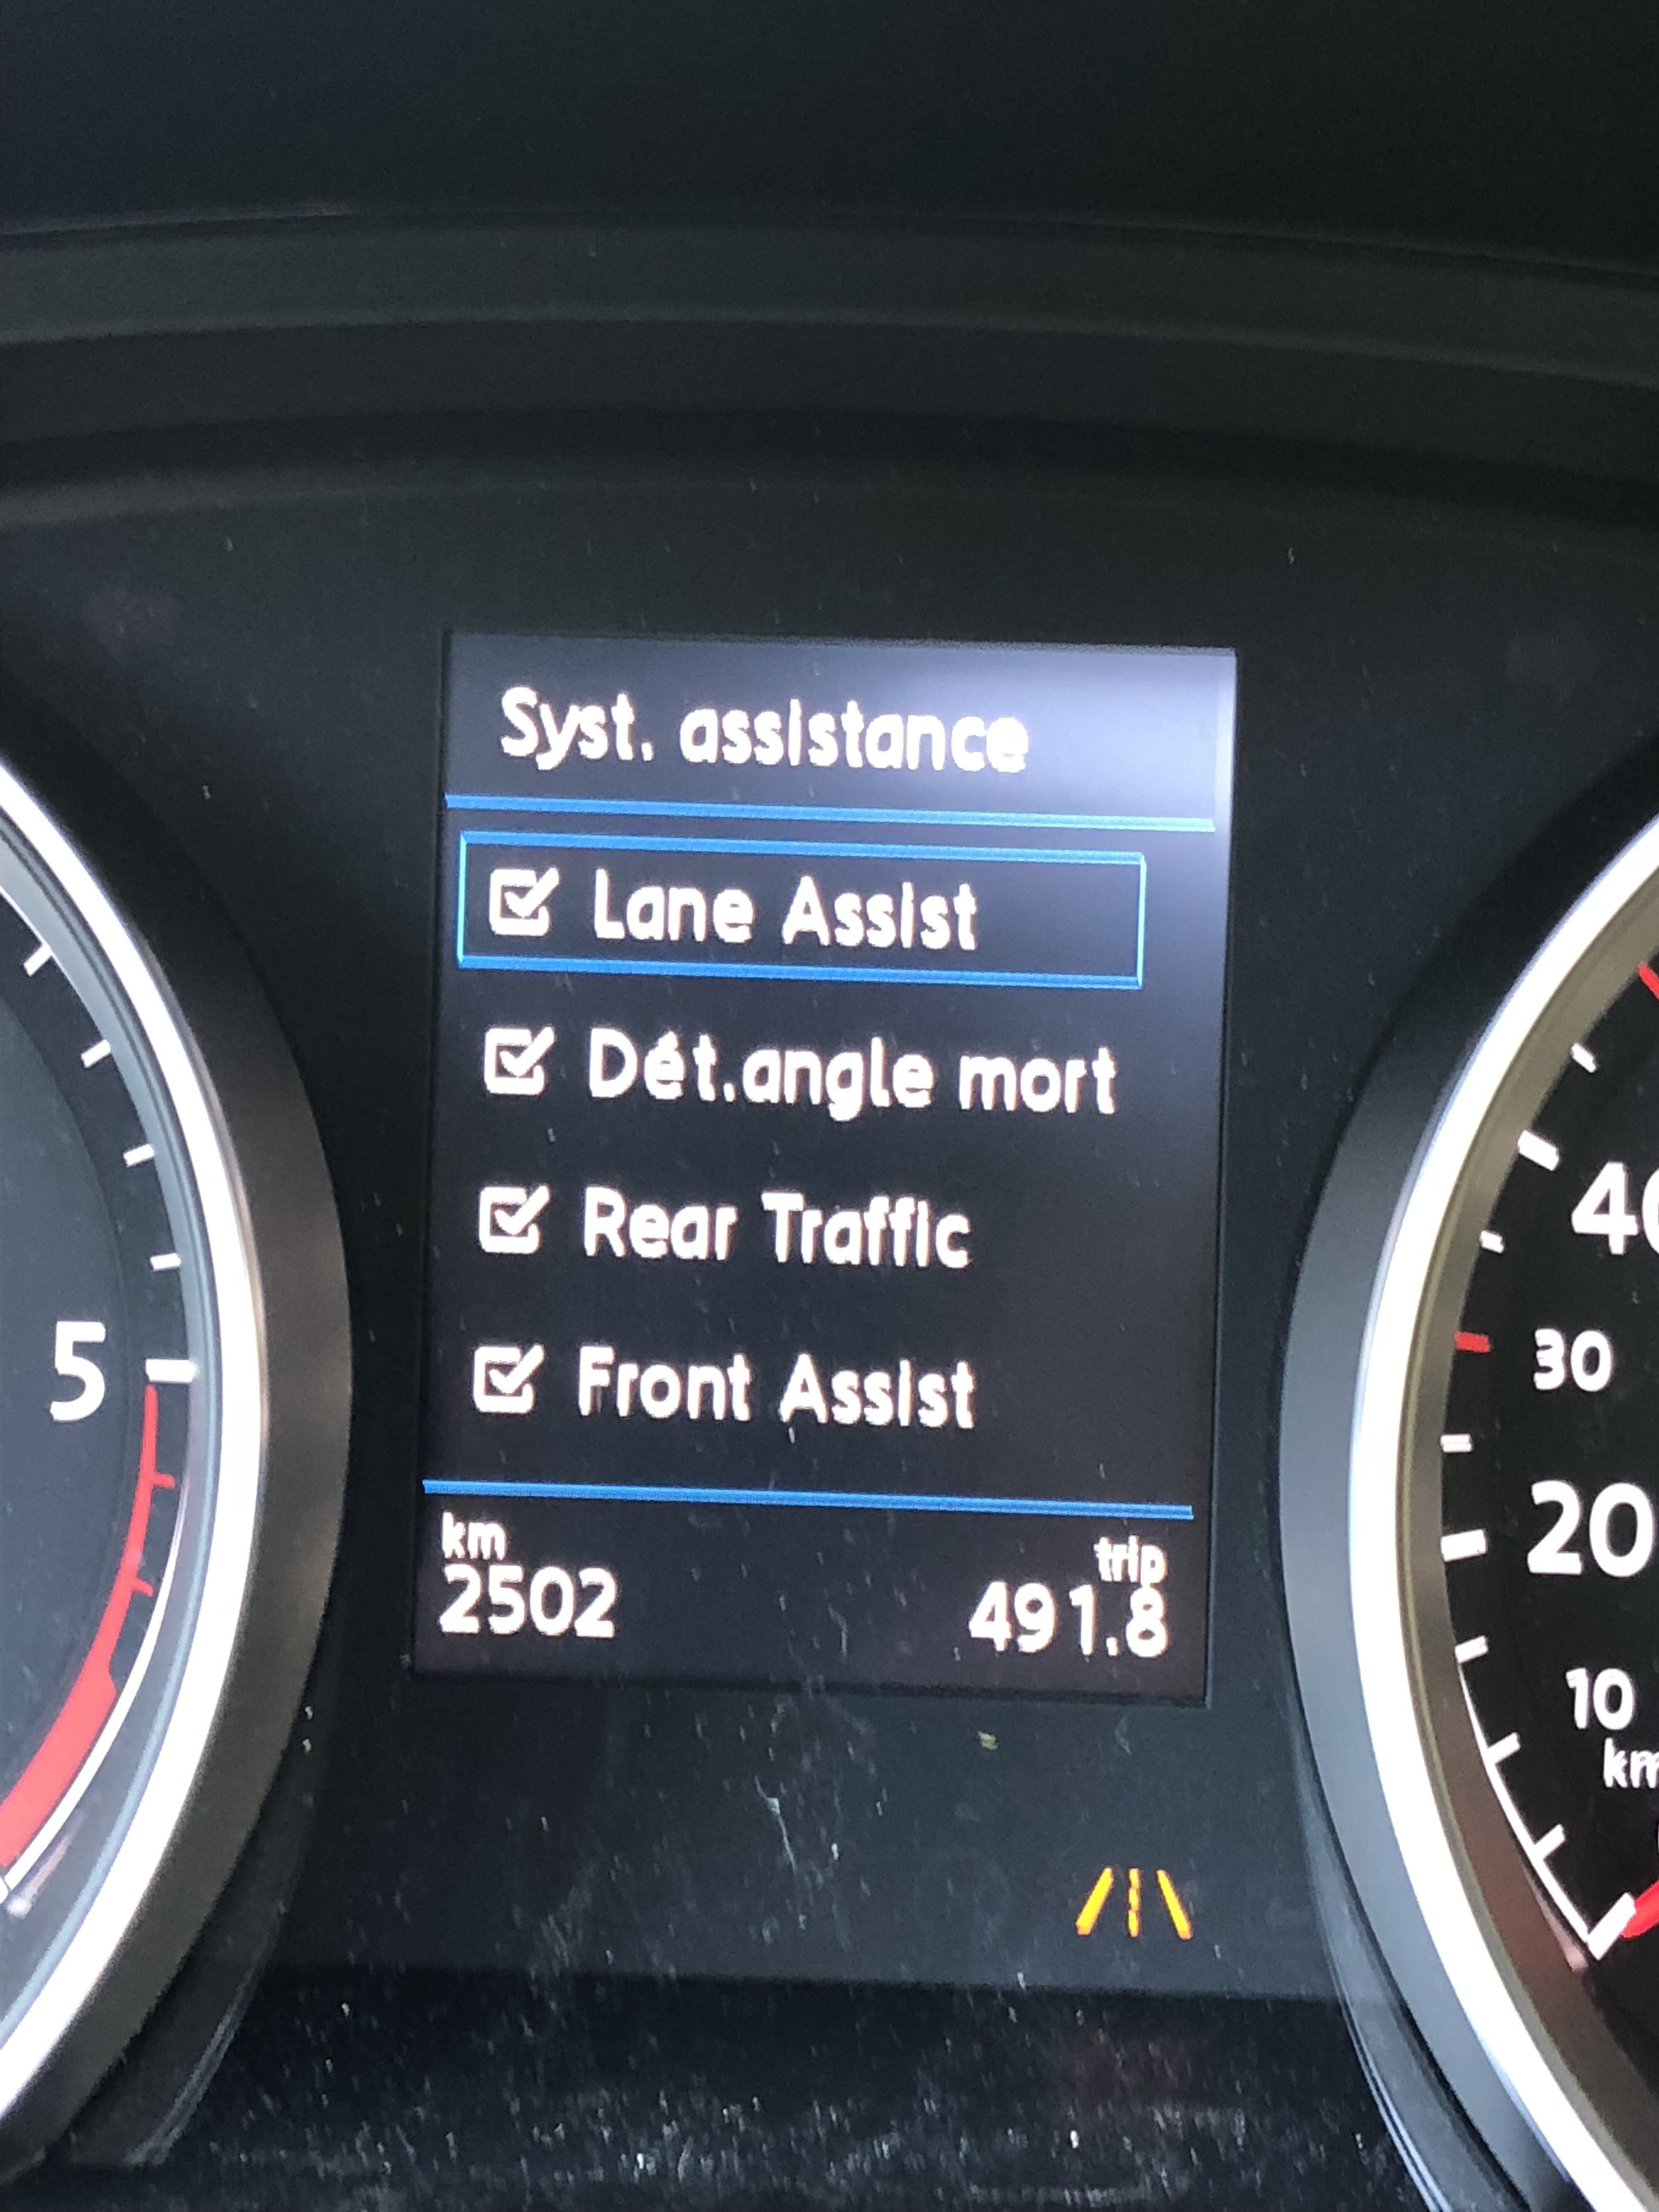 Syst. assistance
Lane Assist
Dét.angle mort
Rear Traffic
Front Assist
km
trip
2502
491.8
5
30
20
10